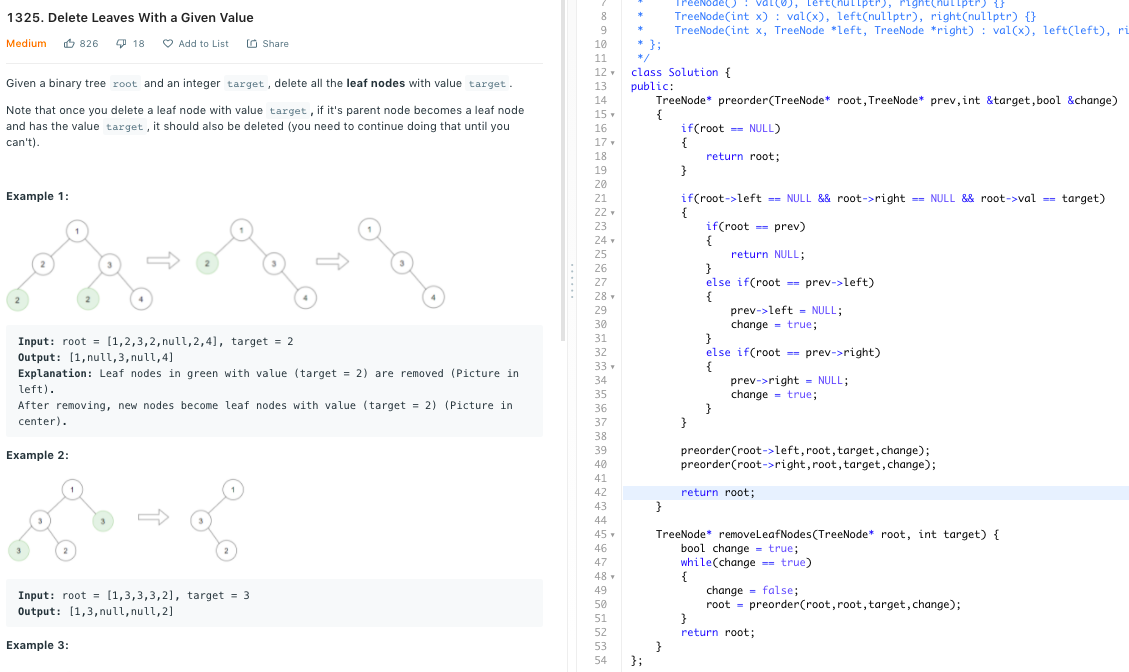 1325. Delete Leaves With a Given Value
Medium 826 18 Add to List Share
Given a binary tree root and an integer target, delete all the leaf nodes with value target.
Note that once you delete a leaf node with value target, if it's parent node becomes a leaf node
and has the value target, it should also be deleted (you need to continue doing that until you
can't).
Example 1:
1 1 1
2 3 2 3 3
2 2 4 4 4
Input: root = [1,2,3,2,null,2,4], target = 2
Output: [1,null,3,null,4]
Explanation: Leaf nodes in green with value (target = 2) are removed (Picture in
left).
After removing, new nodes become leaf nodes with value (target = 2) (Picture in
center).
Example 2:
1 1
3 3 3
3 2 2
Input: root = [1,3,3,3,2], target = 3
Output: [1,3,null,null,2]
Example 3:
7 * TreeNode() : val(0), left(nullptr), right(nullptr) {}
8 * TreeNode(int x) : val(x), left(nullptr), right(nullptr) {}
9 * TreeNode(int x, TreeNode *left, TreeNode *right) : val(x), left(left), ri
10 * };
11 */
12 class Solution {
13 public:
14 TreeNode* preorder(TreeNode* root,TreeNode* prev,int &target,bool &change)
15 {
16 if(root == NULL)
17 {
18 return root;
19 }
20
21 if(root->left == NULL && root->right == NULL && root->val == target)
22 {
23 if(root == prev)
24 {
25 return NULL;
26 }
27 else if(root == prev->left)
28 {
29 prev->left = NULL;
30 change = true;
31 }
32 else if(root == prev->right)
33 {
34 prev->right = NULL;
35 change = true;
36 }
37 }
38
39 preorder(root->left,root,target,change);
40 preorder(root->right,root,target,change);
41
42 return root;
43 }
44
45 TreeNode* removeLeafNodes(TreeNode* root, int target) {
46 bool change = true;
47 while(change == true)
48 {
49 change = false;
50 root = preorder(root,root,target,change);
51 }
52 return root;
53 }
54 };